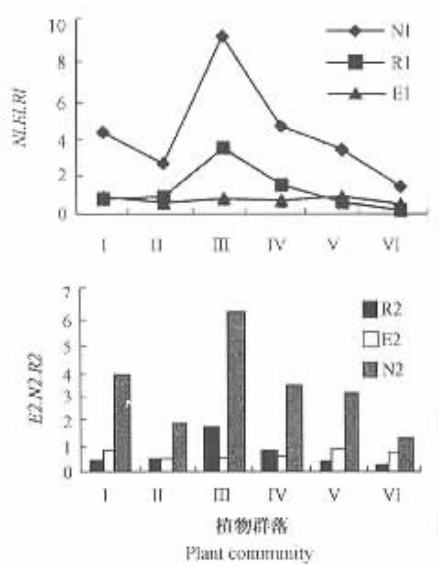 10
8
6
4
2
0
N1.E1.R1
N1
R1
E1
I II III IV V VI
7
6
5
4
3
2
1
0
E2.N2.R2
R2
E2
N2
I II III IV V VI
植物群落
Plant community